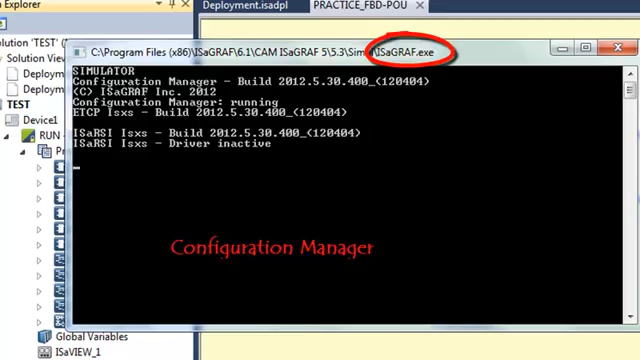 Deployment.isadpl
PRACTICE_FBD-POU
n Explorer
Solution 'TEST'
Solution View
Deploym
Deploym
Device1
RUN -
Pr
C:\Program Files (x86)\ISaGRAF\6.1\CAM ISaGRAF 5\5.3\Simul\ISaGRAF.exe
SIMULATOR
Configuration Manager - Build 2012.5.30.400_(120404)
(C) ISaGRAF Inc. 2012
Configuration Manager: running
ETCP Isxs - Build 2012.5.30.400_(120404)
ISaRSI Isxs - Build 2012.5.30.400_(120404)
ISaRSI Isxs - Driver inactive
Configuration Manager
Global Variables
ISaVIEW_1